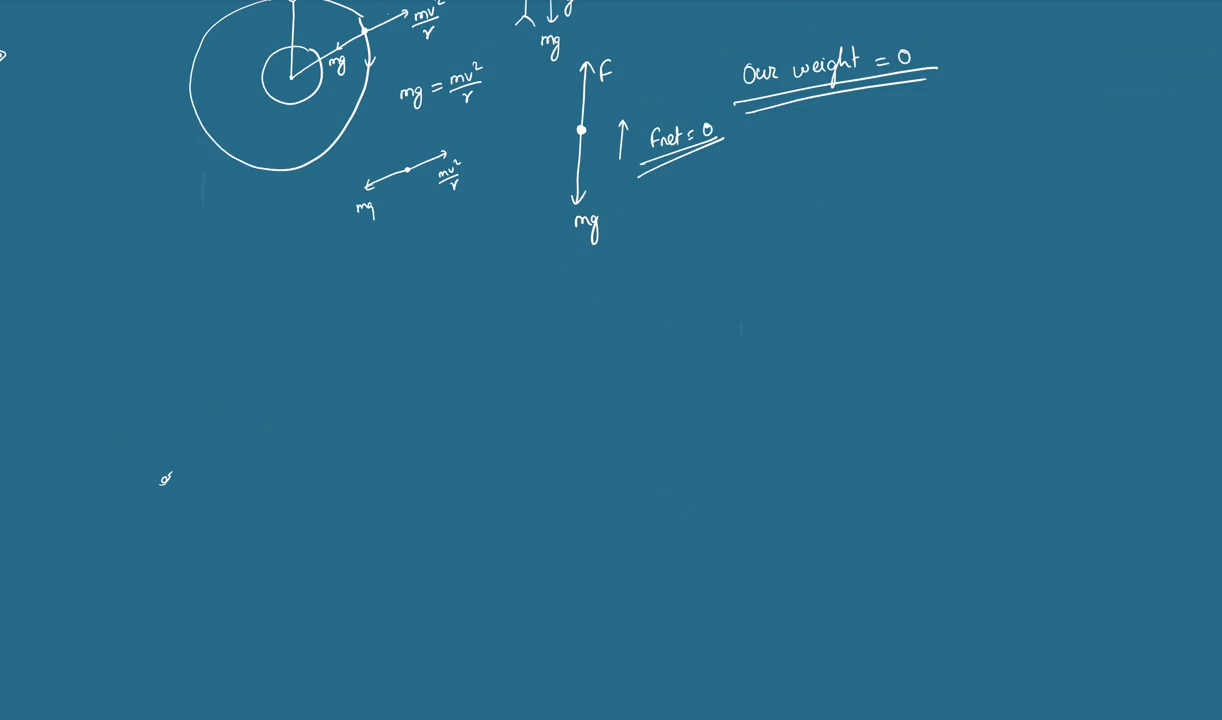 mv²/r
g
mg
mg
F
Our weight = 0
mg = mv²/r
Fnet = 0
mv²/r
mg
mg